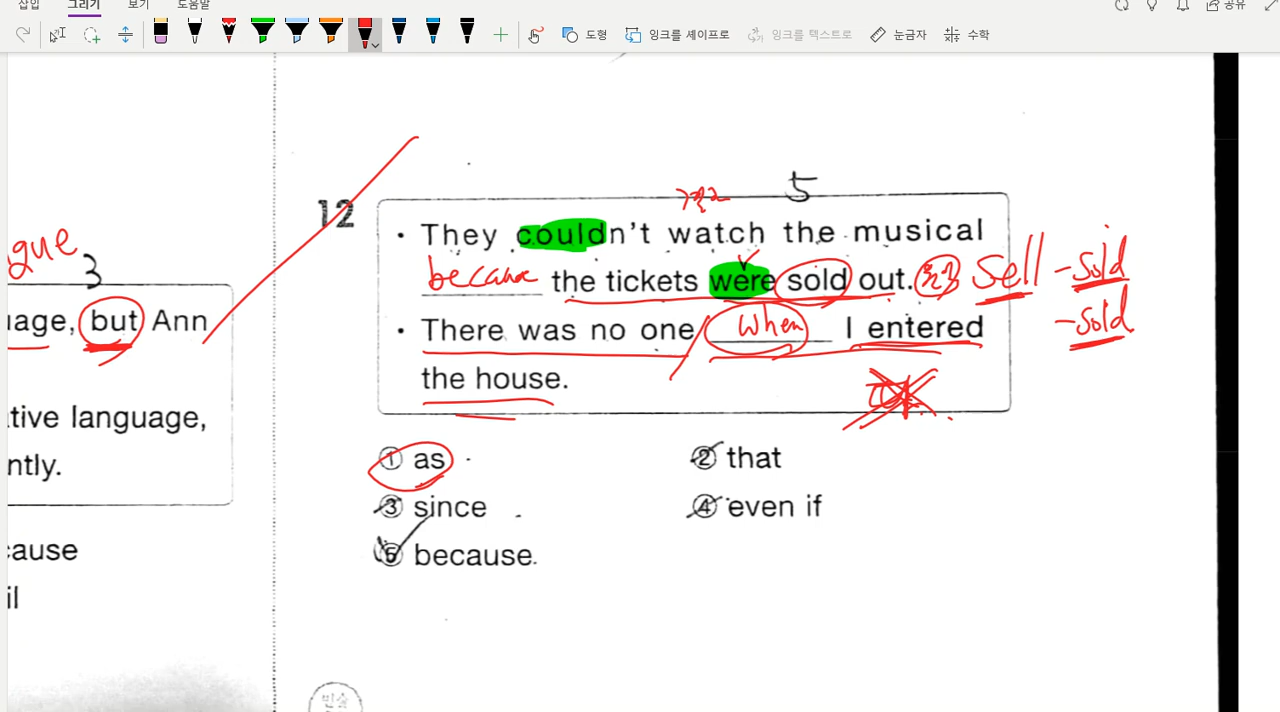 삽입 그리기 보기 도움말
공유
도형 잉크를 셰이프로 잉크를 텍스트로 눈금자 수학
gue
3
age, but Ann
tive language,
ntly.
cause
il
12
5
• They couldn't watch the musical
because the tickets were sold out. sell - sold
- sold
• There was no one when I entered
the house.
① as ② that
③ since ④ even if
⑤ because